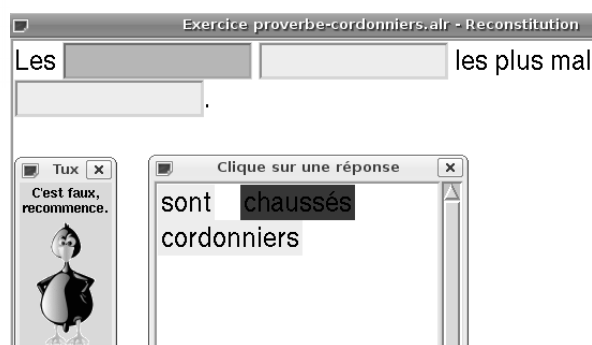 Exercice proverbe-cordonniers.alr - Reconstitution
Les les plus mal
.
Tux
C'est faux,
recommence.
Clique sur une réponse
sont chaussés
cordonniers